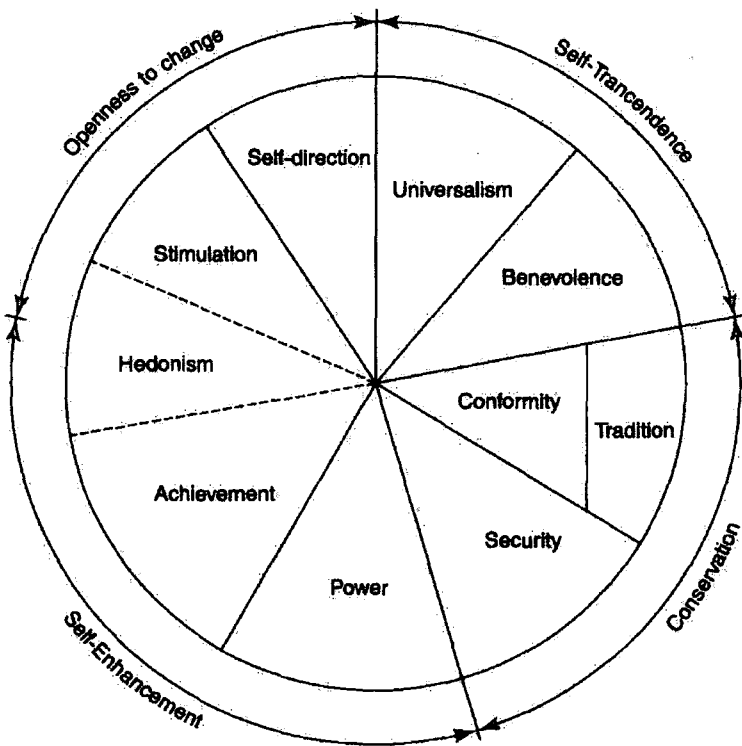 Openness to change
Self-Trancendence
Self-direction
Universalism
Stimulation
Benevolence
Hedonism
Conformity
Tradition
Achievement
Security
Power
Conservation
Self-Enhancement